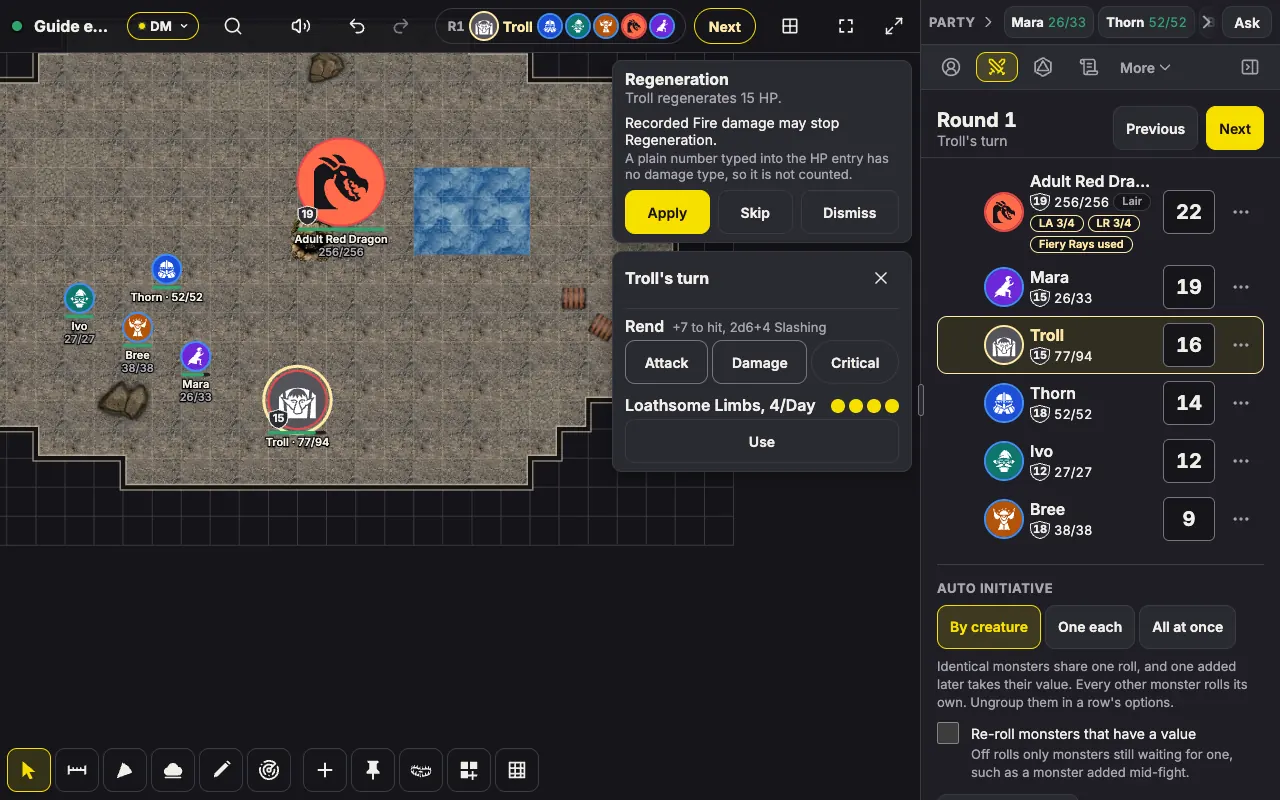 Guide e...
DM
R1
Troll
Next
PARTY
Mara 26/33
Thorn 52/52
Ask
More
Regeneration
Troll regenerates 15 HP.
Recorded Fire damage may stop
Regeneration.
A plain number typed into the HP entry has
no damage type, so it is not counted.
Apply
Skip
Dismiss
Troll's turn
Rend +7 to hit, 2d6+4 Slashing
Attack
Damage
Critical
Loathsome Limbs, 4/Day
Use
19
Adult Red Dragon
256/256
Thorn · 52/52
Ivo
27/27
Bree
38/38
Mara
26/33
15
Troll · 77/94
Round 1
Troll's turn
Previous
Next
Adult Red Dra...
19 256/256 Lair
LA 3/4 LR 3/4
Fiery Rays used
22
Mara
15 26/33
19
Troll
15 77/94
16
Thorn
18 52/52
14
Ivo
12 27/27
12
Bree
18 38/38
9
AUTO INITIATIVE
By creature
One each
All at once
Identical monsters share one roll, and one added
later takes their value. Every other monster rolls its
own. Ungroup them in a row's options.
Re-roll monsters that have a value
Off rolls only monsters still waiting for one,
such as a monster added mid-fight.